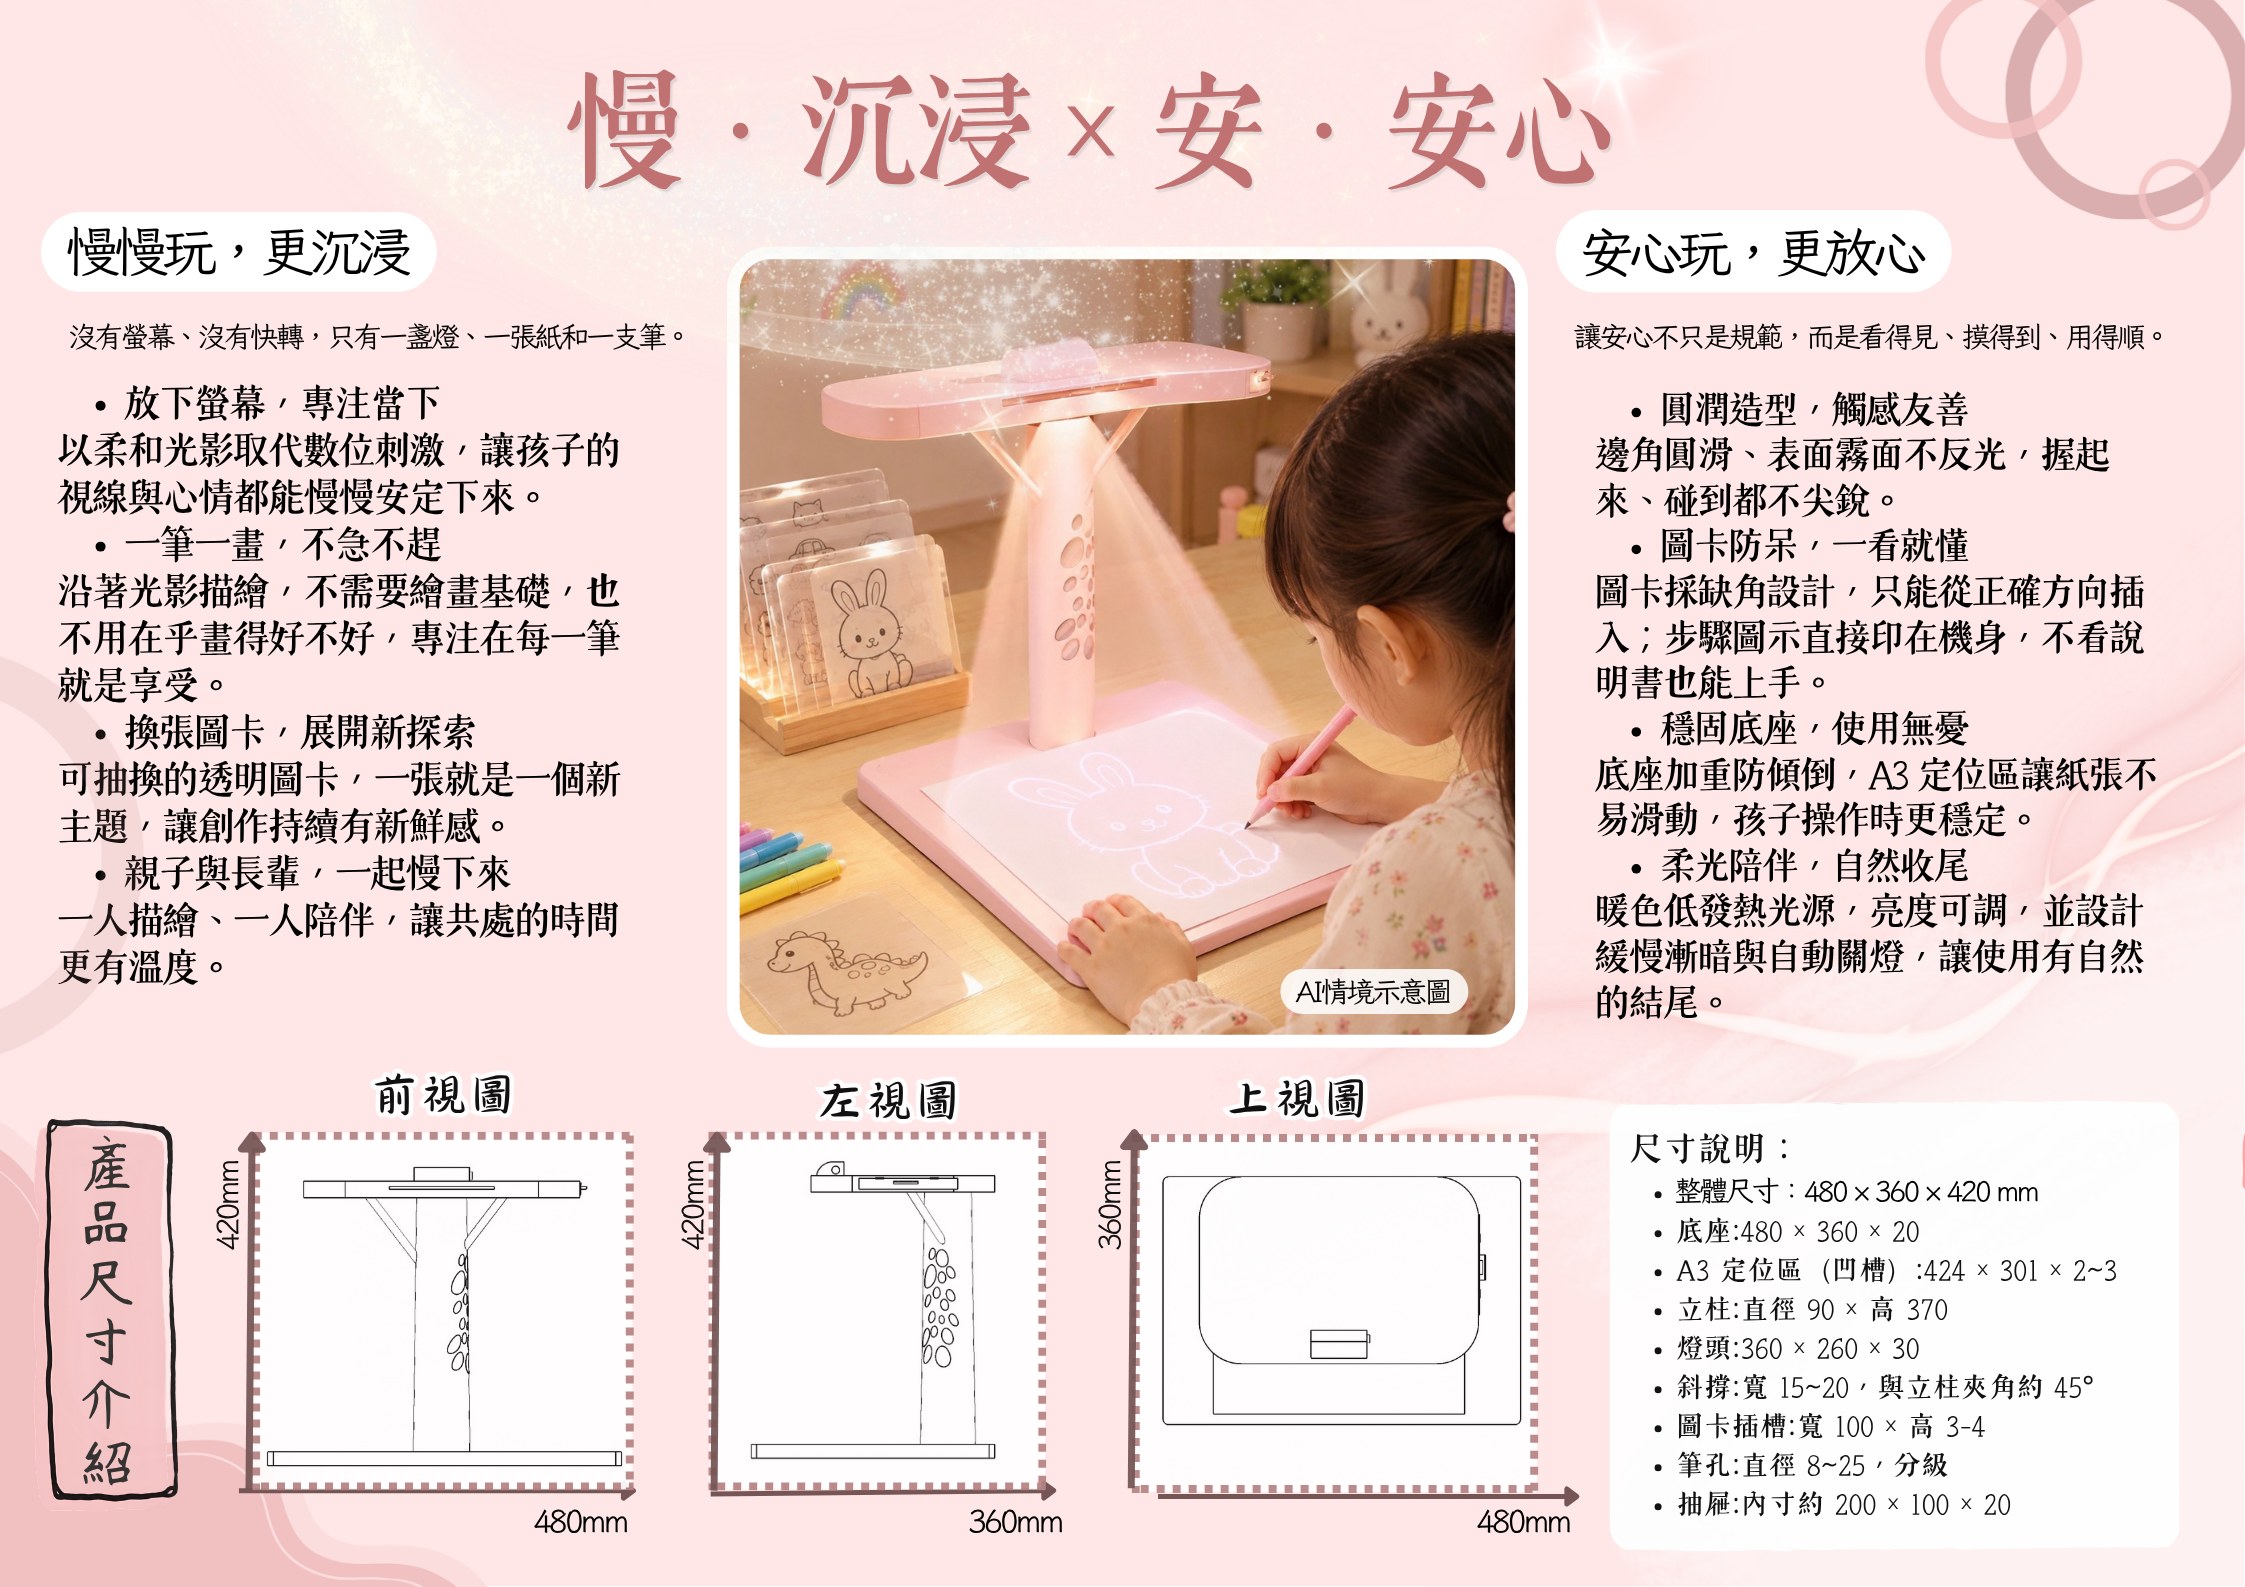 慢·沉浸x安·安心
慢慢玩，更沉浸
沒有螢幕、沒有快轉，只有一盞燈、一張紙和一支筆。
• 放下螢幕，專注當下
以柔和光影取代數位刺激，讓孩子的
視線與心情都能慢慢安定下來。
• 一筆一畫，不急不趕
沿著光影描繪，不需要繪畫基礎，也
不用在乎畫得好不好，專注在每一筆
就是享受。
• 換張圖卡，展開新探索
可抽換的透明圖卡，一張就是一個新
主題，讓創作持續有新鮮感。
• 親子與長輩，一起慢下來
一人描繪、一人陪伴，讓共處的時間
更有溫度。
AI情境示意圖
安心玩，更放心
讓安心不只是規範，而是看得見、摸得到、用得順。
• 圓潤造型，觸感友善
邊角圓滑、表面霧面不反光，握起
來、碰到都不尖銳。
• 圖卡防呆，一看就懂
圖卡採缺角設計，只能從正確方向插
入；步驟圖示直接印在機身，不看說
明書也能上手。
• 穩固底座，使用無憂
底座加重防傾倒，A3 定位區讓紙張不
易滑動，孩子操作時更穩定。
• 柔光陪伴，自然收尾
暖色低發熱光源，亮度可調，並設計
緩慢漸暗與自動關燈，讓使用有自然
的結尾。
產品尺寸介紹
前視圖
420mm
480mm
左視圖
420mm
360mm
上視圖
360mm
480mm
尺寸說明：
• 整體尺寸：480 × 360 × 420 mm
• 底座:480 × 360 × 20
• A3 定位區（凹槽）:424 × 301 × 2~3
• 立柱:直徑 90 × 高 370
• 燈頭:360 × 260 × 30
• 斜撐:寬 15~20，與立柱夾角約 45°
• 圖卡插槽:寬 100 × 高 3-4
• 筆孔:直徑 8~25，分級
• 抽屜:內寸約 200 × 100 × 20